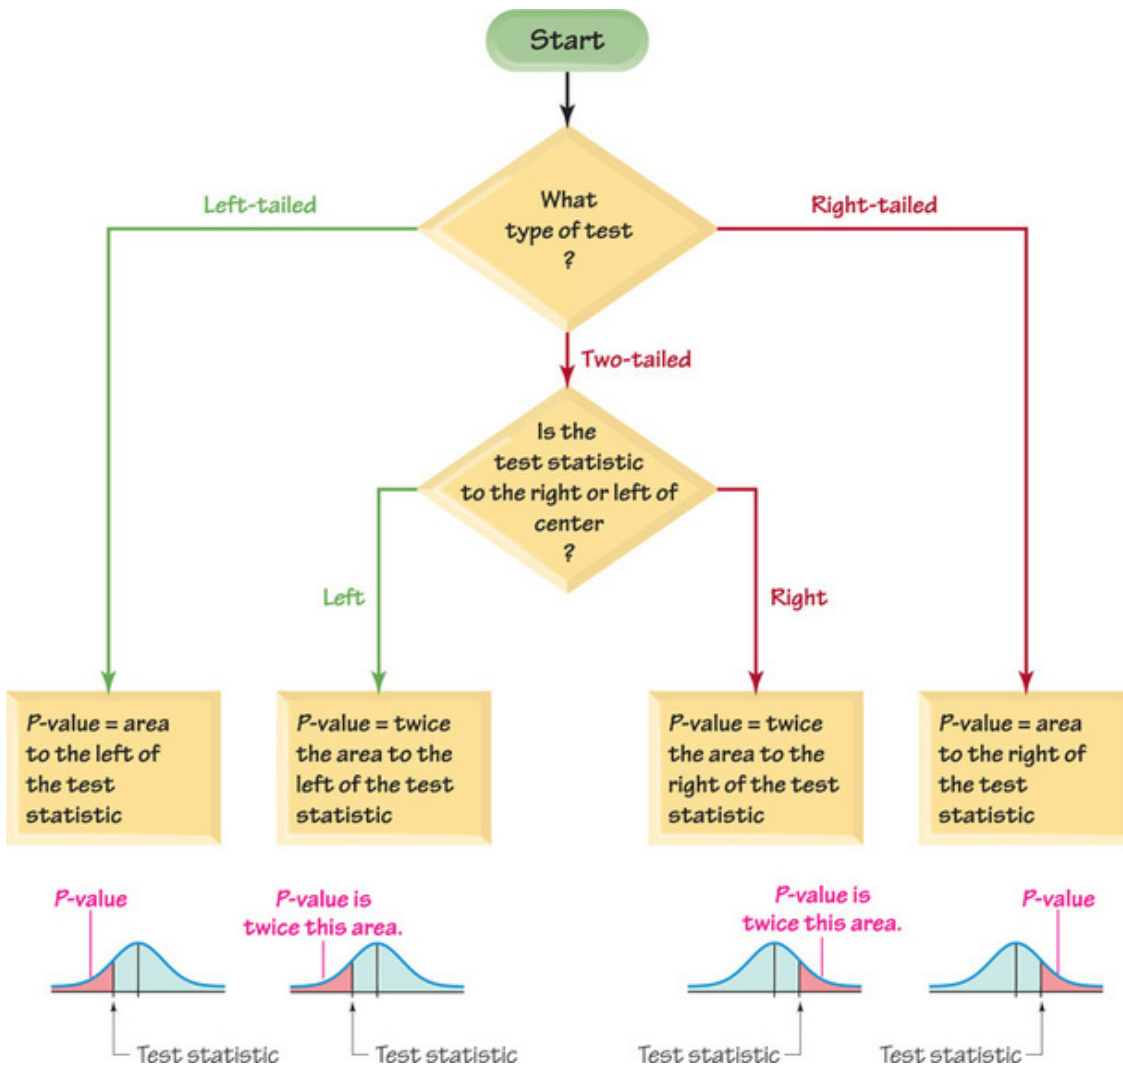 Start
What
type of test
?
Left-tailed
Right-tailed
Two-tailed
Is the
test statistic
to the right or left of
center
?
Left
Right
P-value = area
to the left of
the test
statistic
P-value = twice
the area to the
left of the test
statistic
P-value = twice
the area to the
right of the test
statistic
P-value = area
to the right of
the test
statistic
P-value
P-value is
twice this area.
P-value is
twice this area.
P-value
Test statistic
Test statistic
Test statistic
Test statistic